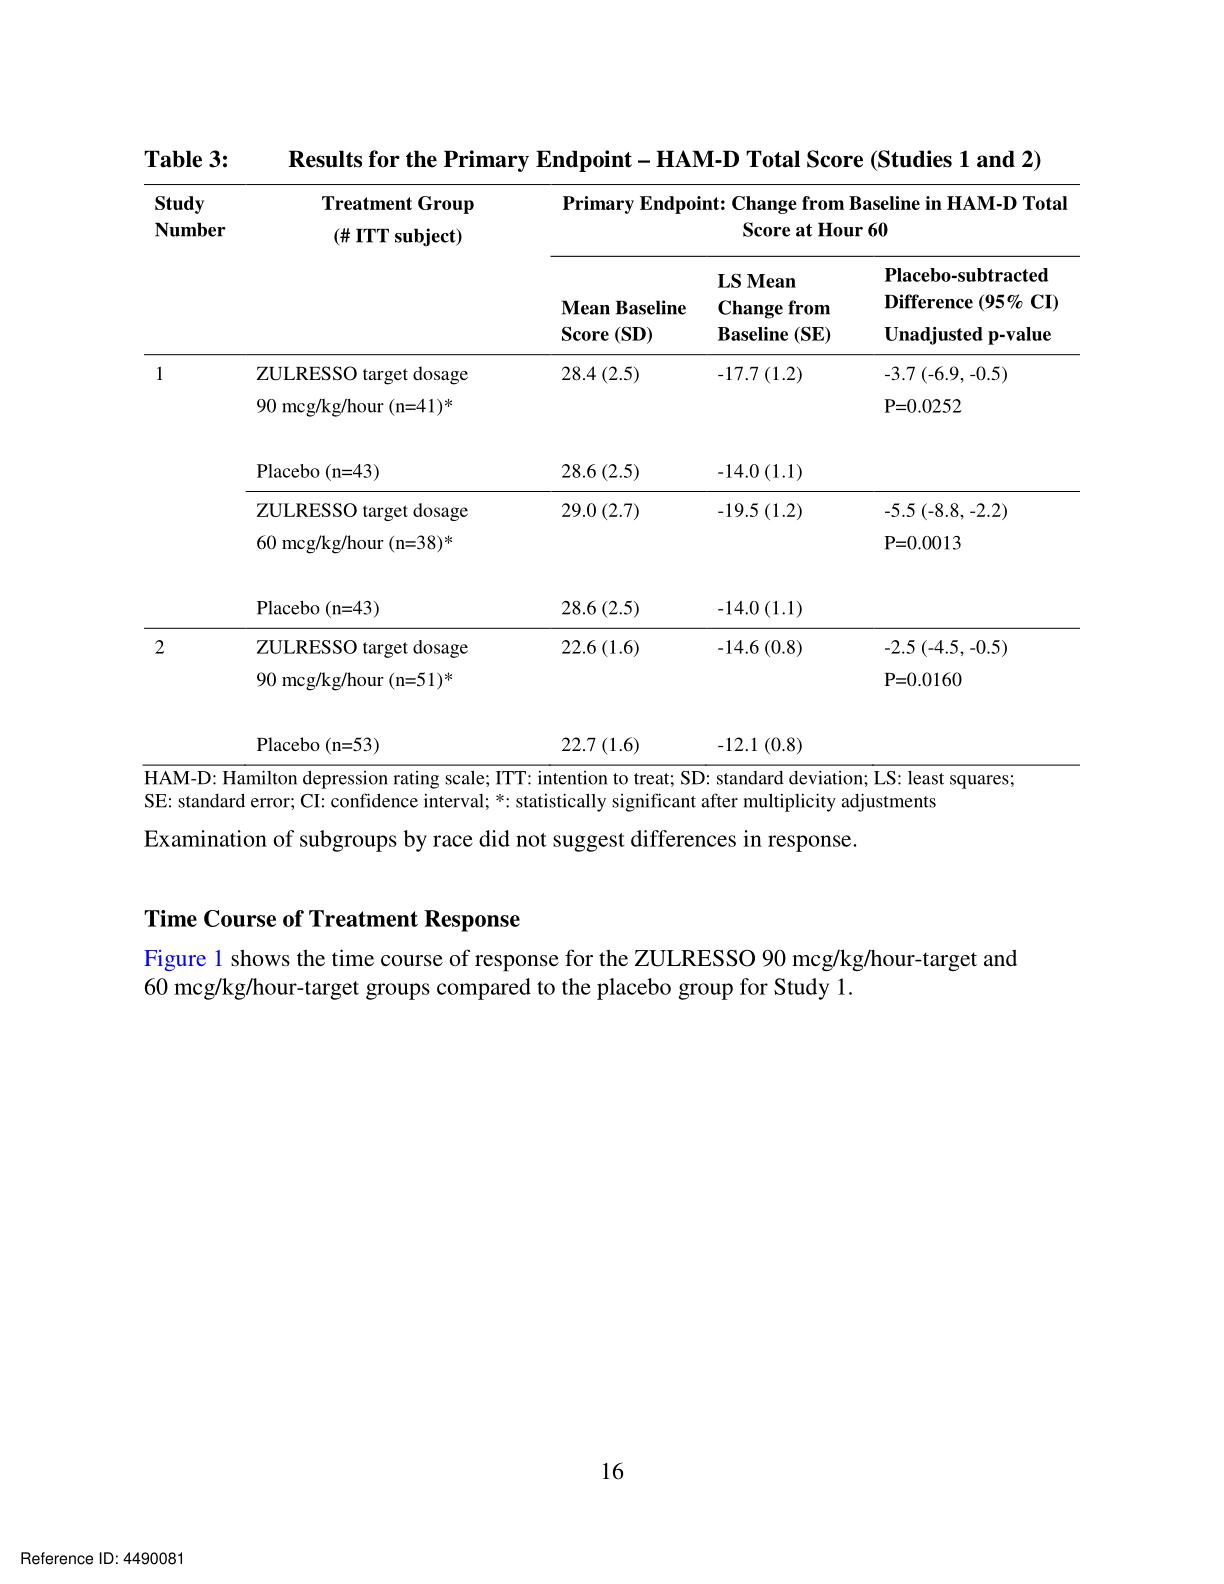 Table 3: Results for the Primary Endpoint – HAM-D Total Score (Studies 1 and 2)
Study Number Treatment Group (# ITT subject) Primary Endpoint: Change from Baseline in HAM-D Total Score at Hour 60
Mean Baseline Score (SD) LS Mean Change from Baseline (SE) Placebo-subtracted Difference (95% CI) Unadjusted p-value
1 ZULRESSO target dosage 28.4 (2.5) -17.7 (1.2) -3.7 (-6.9, -0.5)
90 mcg/kg/hour (n=41)* P=0.0252
Placebo (n=43) 28.6 (2.5) -14.0 (1.1)
ZULRESSO target dosage 29.0 (2.7) -19.5 (1.2) -5.5 (-8.8, -2.2)
60 mcg/kg/hour (n=38)* P=0.0013
Placebo (n=43) 28.6 (2.5) -14.0 (1.1)
2 ZULRESSO target dosage 22.6 (1.6) -14.6 (0.8) -2.5 (-4.5, -0.5)
90 mcg/kg/hour (n=51)* P=0.0160
Placebo (n=53) 22.7 (1.6) -12.1 (0.8)
HAM-D: Hamilton depression rating scale; ITT: intention to treat; SD: standard deviation; LS: least squares;
SE: standard error; CI: confidence interval; *: statistically significant after multiplicity adjustments
Examination of subgroups by race did not suggest differences in response.
Time Course of Treatment Response
Figure 1 shows the time course of response for the ZULRESSO 90 mcg/kg/hour-target and
60 mcg/kg/hour-target groups compared to the placebo group for Study 1.
16
Reference ID: 4490081